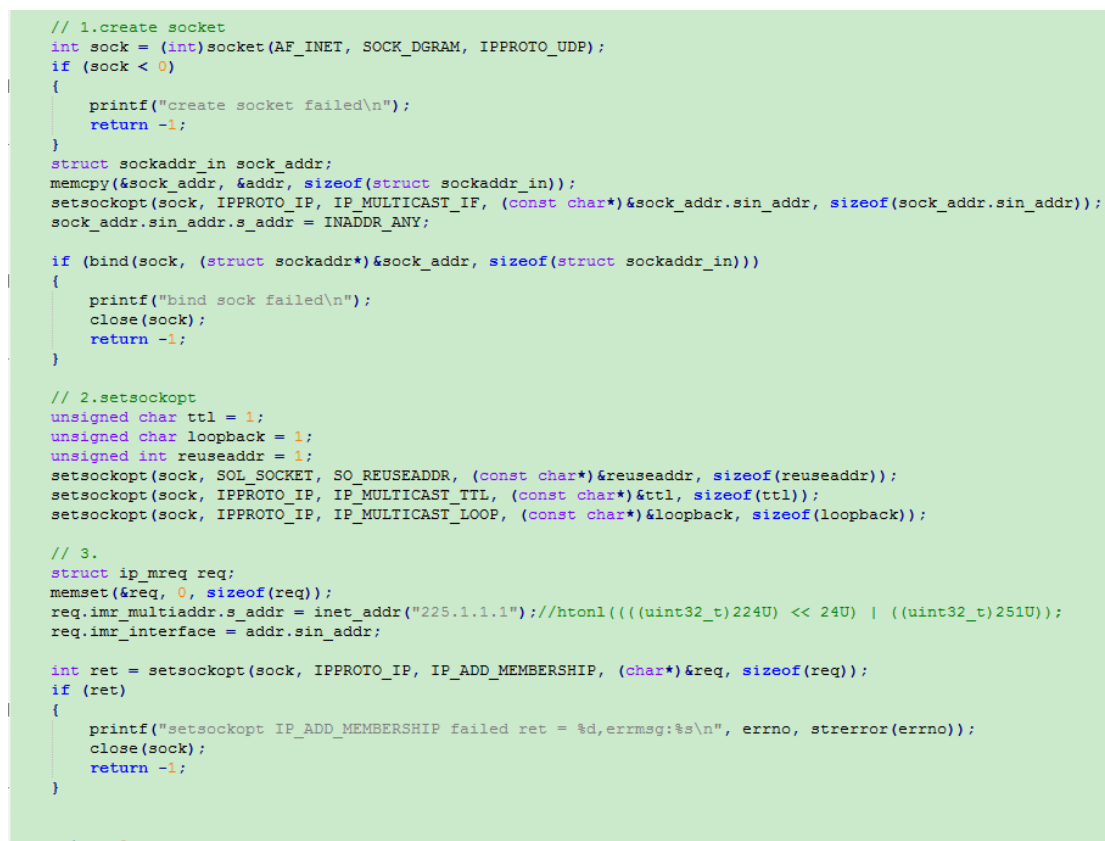 // 1.create socket
int sock = (int)socket(AF_INET, SOCK_DGRAM, IPPROTO_UDP);
if (sock < 0)
{
    printf("create socket failed\n");
    return -1;
}
struct sockaddr_in sock_addr;
memcpy(&sock_addr, &addr, sizeof(struct sockaddr_in));
setsockopt(sock, IPPROTO_IP, IP_MULTICAST_IF, (const char*)&sock_addr.sin_addr, sizeof(sock_addr.sin_addr));
sock_addr.sin_addr.s_addr = INADDR_ANY;

if (bind(sock, (struct sockaddr*)&sock_addr, sizeof(struct sockaddr_in)))
{
    printf("bind sock failed\n");
    close(sock);
    return -1;
}

// 2.setsockopt
unsigned char ttl = 1;
unsigned char loopback = 1;
unsigned int reuseaddr = 1;
setsockopt(sock, SOL_SOCKET, SO_REUSEADDR, (const char*)&reuseaddr, sizeof(reuseaddr));
setsockopt(sock, IPPROTO_IP, IP_MULTICAST_TTL, (const char*)&ttl, sizeof(ttl));
setsockopt(sock, IPPROTO_IP, IP_MULTICAST_LOOP, (const char*)&loopback, sizeof(loopback));

// 3.
struct ip_mreq req;
memset(&req, 0, sizeof(req));
req.imr_multiaddr.s_addr = inet_addr("225.1.1.1");//htonl((((uint32_t)224U) << 24U) | ((uint32_t)251U));
req.imr_interface = addr.sin_addr;

int ret = setsockopt(sock, IPPROTO_IP, IP_ADD_MEMBERSHIP, (char*)&req, sizeof(req));
if (ret)
{
    printf("setsockopt IP_ADD_MEMBERSHIP failed ret = %d,errmsg:%s\n", errno, strerror(errno));
    close(sock);
    return -1;
}